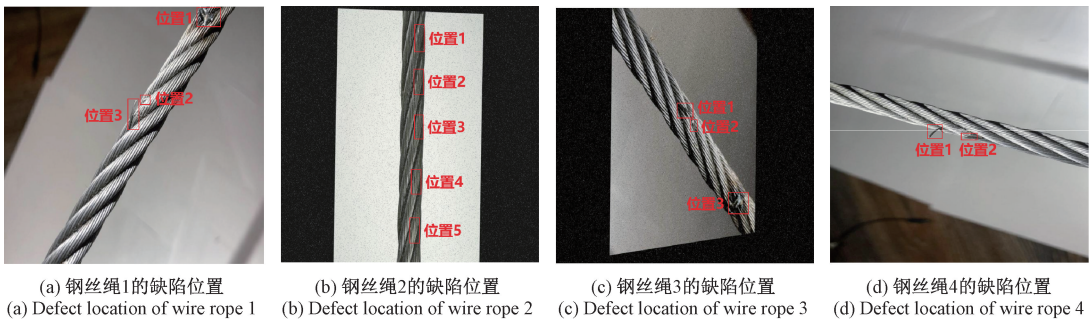 位置1
位置2
位置3
位置1
位置2
位置3
位置4
位置5
位置1
位置2
位置3
位置1
位置2
(a) 钢丝绳1的缺陷位置
(b) 钢丝绳2的缺陷位置
(c) 钢丝绳3的缺陷位置
(d) 钢丝绳4的缺陷位置
(a) Defect location of wire rope 1
(b) Defect location of wire rope 2
(c) Defect location of wire rope 3
(d) Defect location of wire rope 4